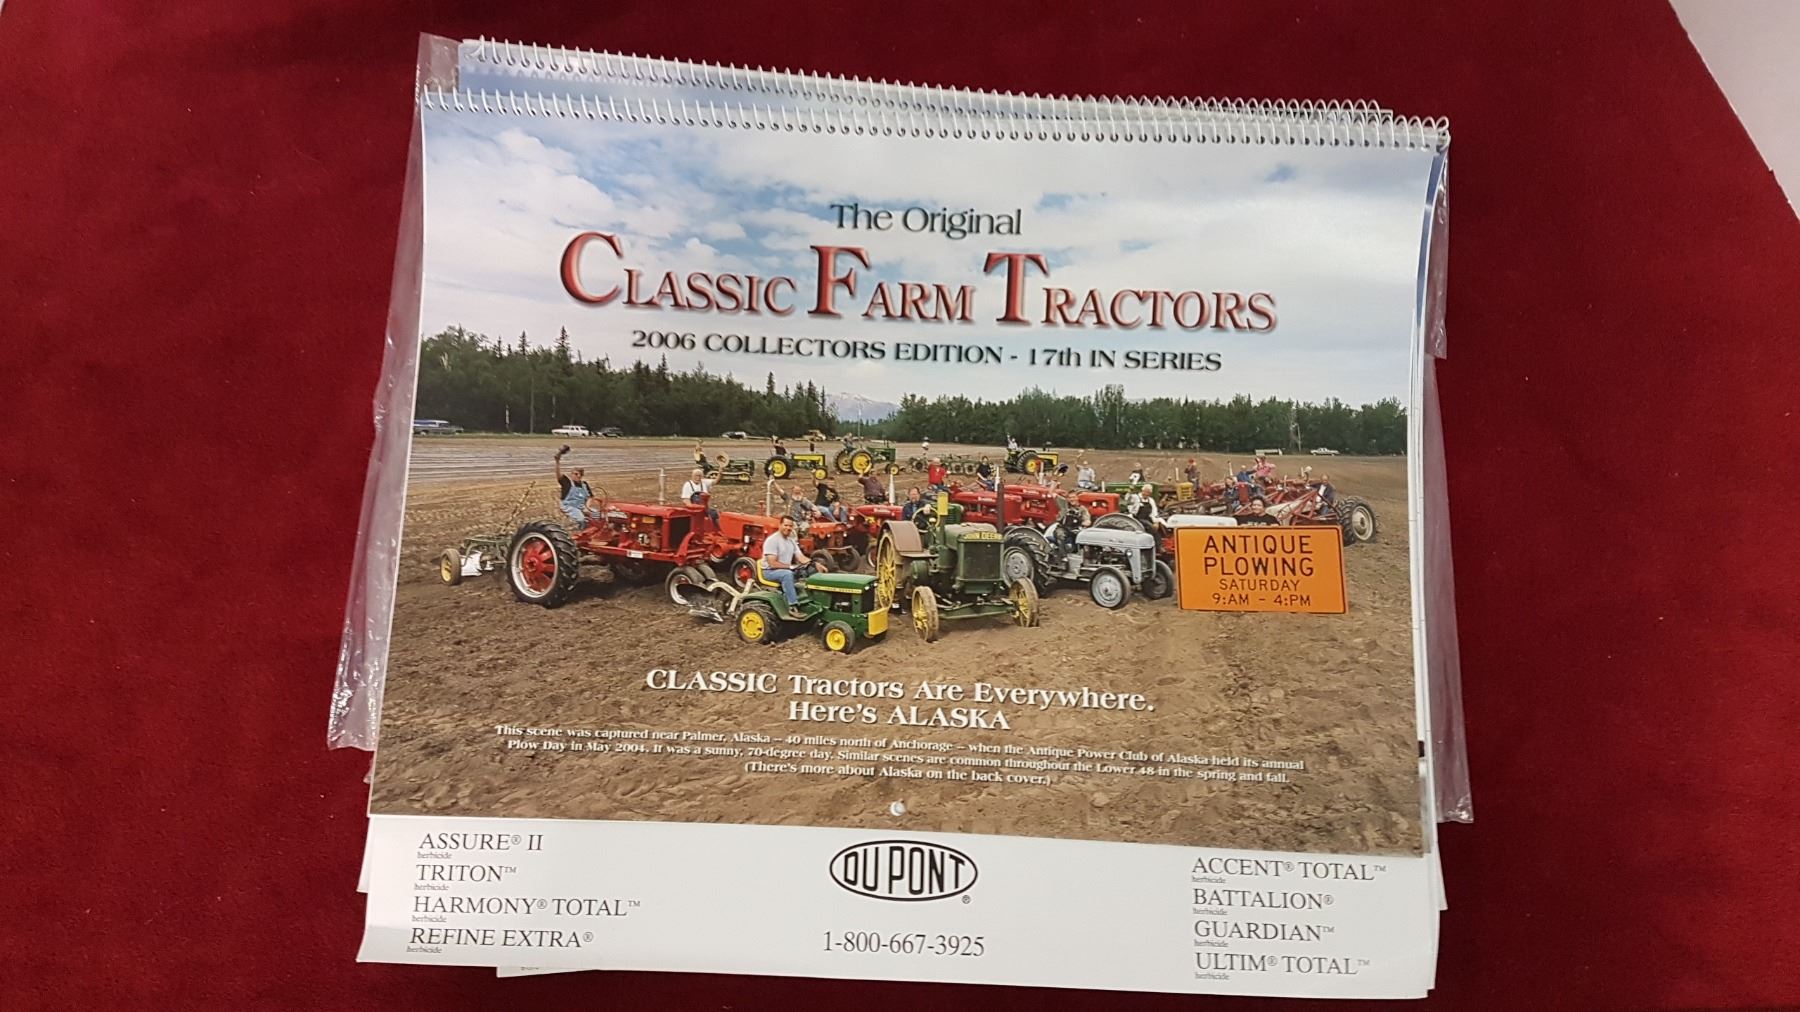 The Original
CLASSIC FARM TRACTORS
2006 COLLECTORS EDITION - 17th IN SERIES
JOHN DEERE
ANTIQUE
PLOWING
SATURDAY
9:AM - 4:PM
CLASSIC Tractors Are Everywhere.
Here's ALASKA
This scene was captured near Palmer, Alaska -- 40 miles north of Anchorage -- when the Antique Power Club of Alaska held its annual
Plow Day in May 2004. It was a sunny, 70-degree day. Similar scenes are common throughout the Lower 48 in the spring and fall.
(There's more about Alaska on the back cover.)
ASSURE® II
herbicide
TRITON™
herbicide
HARMONY® TOTAL™
herbicide
REFINE EXTRA®
herbicide
DU PONT®
1-800-667-3925
ACCENT® TOTAL™
herbicide
BATTALION®
herbicide
GUARDIAN™
herbicide
ULTIM® TOTAL™
herbicide